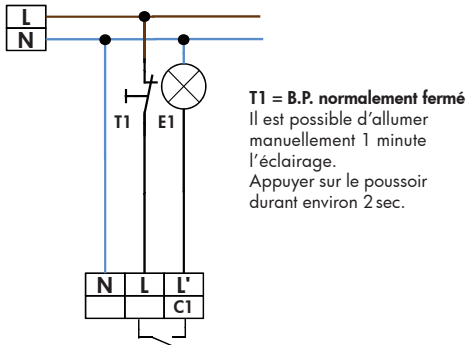 L
N
T1 E1
T1 = B.P. normalement fermé
Il est possible d’allumer
manuellement 1 minute
l’éclairage.
Appuyer sur le poussoir
durant environ 2 sec.
N L L'
C1